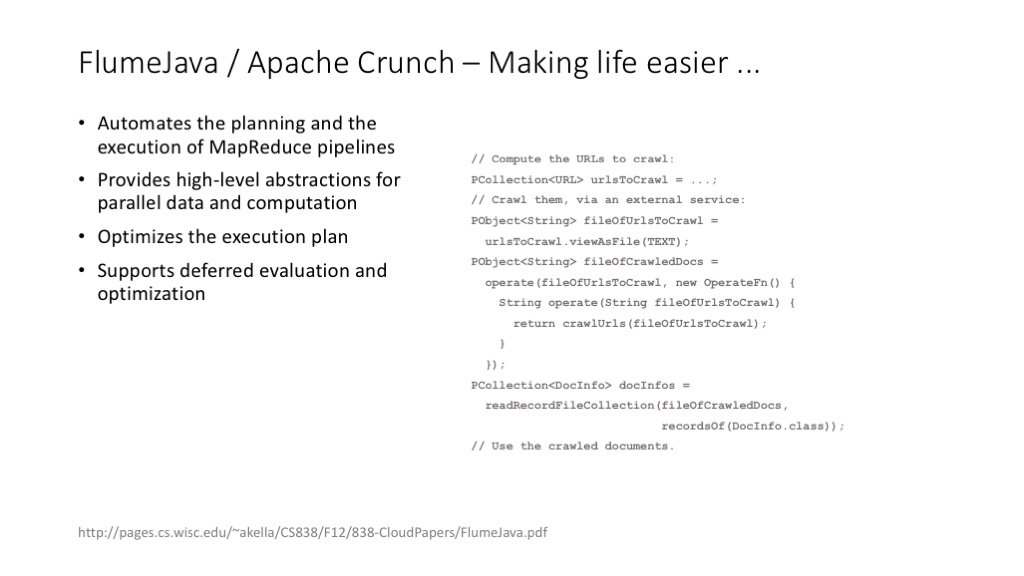 FlumeJava / Apache Crunch – Making life easier ...
• Automates the planning and the
execution of MapReduce pipelines
• Provides high-level abstractions for
parallel data and computation
• Optimizes the execution plan
• Supports deferred evaluation and
optimization
// Compute the URLs to crawl:
PCollection<URL> urlsToCrawl = ...;
// Crawl them, via an external service:
PObject<String> fileOfUrlsToCrawl =
  urlsToCrawl.viewAsFile(TEXT);
PObject<String> fileOfCrawledDocs =
  operate(fileOfUrlsToCrawl, new OperateFn() {
    String operate(String fileOfUrlsToCrawl) {
      return crawlUrls(fileOfUrlsToCrawl);
    }
  });
PCollection<DocInfo> docInfos =
  readRecordFileCollection(fileOfCrawledDocs,
                           recordsOf(DocInfo.class));
// Use the crawled documents.
http://pages.cs.wisc.edu/~akella/CS838/F12/838-CloudPapers/FlumeJava.pdf